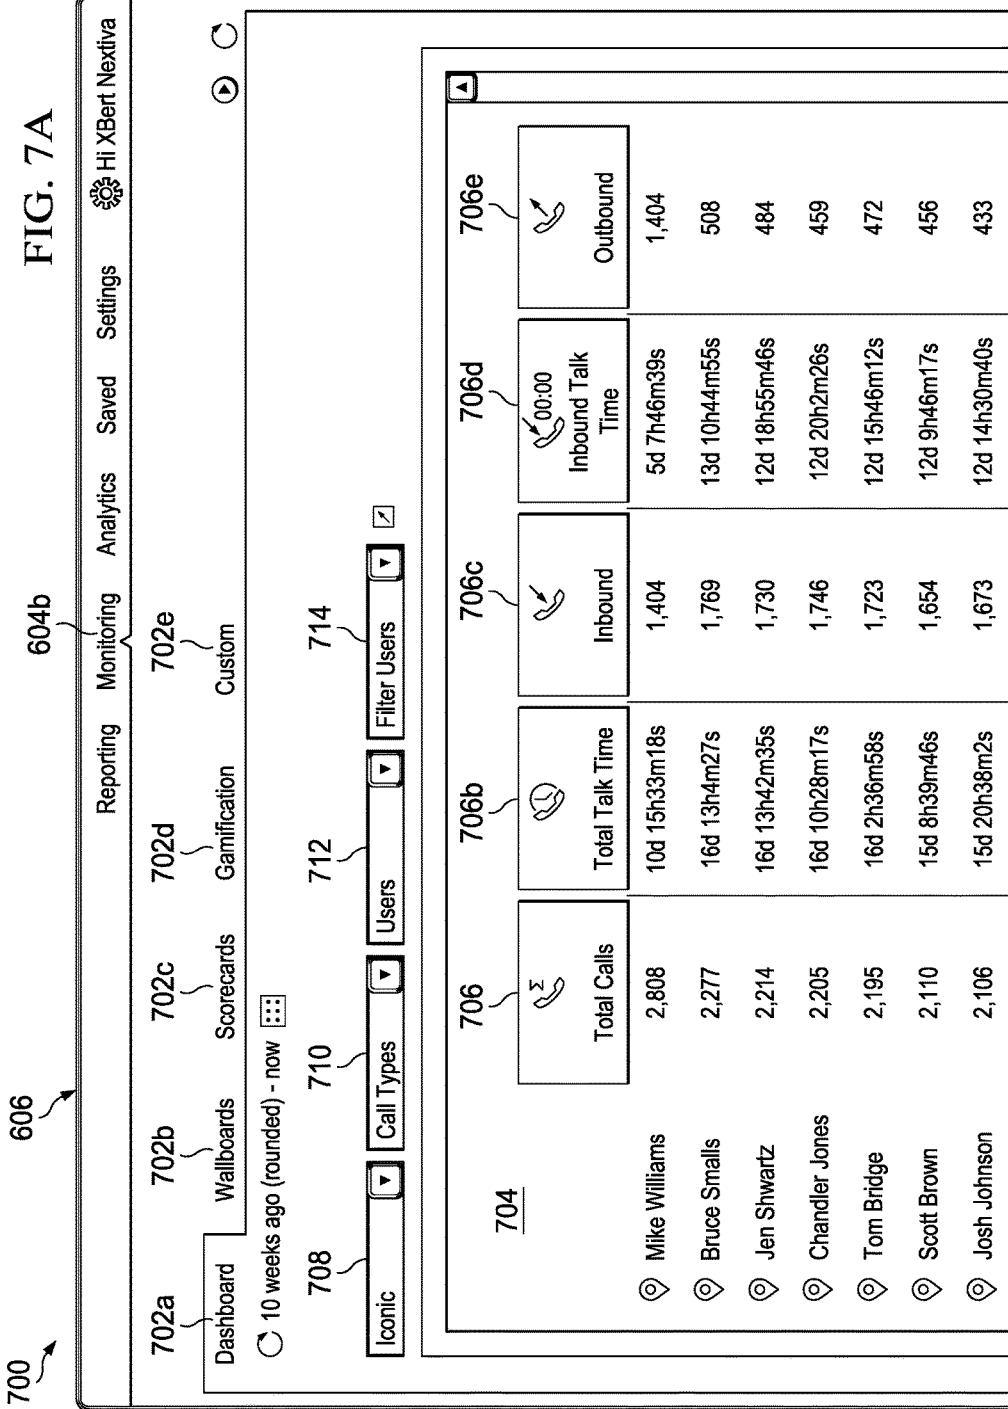 FIG. 7A
700
606
604b
Reporting Monitoring Analytics Saved Settings Hi XBert Nextiva
702a 702b 702c 702d 702e
Dashboard Wallboards Scorecards Gamification Custom
10 weeks ago (rounded) - now
708 710 712 714
Iconic Call Types Users Filter Users
704
706 706b 706c 706d 706e
Σ 00:00
Total Calls Total Talk Time Inbound Inbound Talk Outbound
Time
Mike Williams 2,808 10d 15h33m18s 1,404 5d 7h46m39s 1,404
Bruce Smalls 2,277 16d 13h4m27s 1,769 13d 10h44m55s 508
Jen Shwartz 2,214 16d 13h42m35s 1,730 12d 18h55m46s 484
Chandler Jones 2,205 16d 10h28m17s 1,746 12d 20h2m26s 459
Tom Bridge 2,195 16d 2h36m58s 1,723 12d 15h46m12s 472
Scott Brown 2,110 15d 8h39m46s 1,654 12d 9h46m17s 456
Josh Johnson 2,106 15d 20h38m2s 1,673 12d 14h30m40s 433